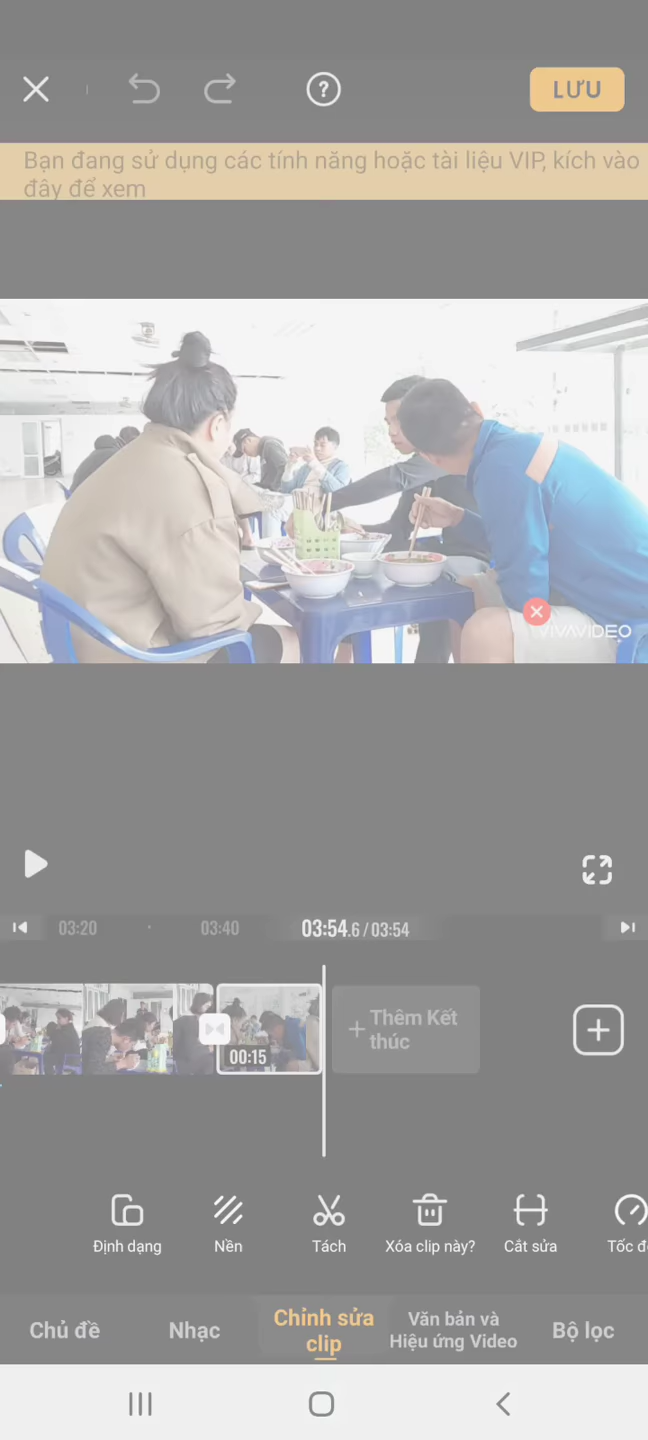 LƯU
Bạn đang sử dụng các tính năng hoặc tài liệu VIP, kích vào
đây để xem
VIVAVIDEO
03:20
03:40
03:54.6 / 03:54
00:15
+ Thêm Kết
thúc
Định dạng
Nền
Tách
Xóa clip này?
Cắt sửa
Tốc đ
Chủ đề
Nhạc
Chỉnh sửa
clip
Văn bản và
Hiệu ứng Video
Bộ lọc